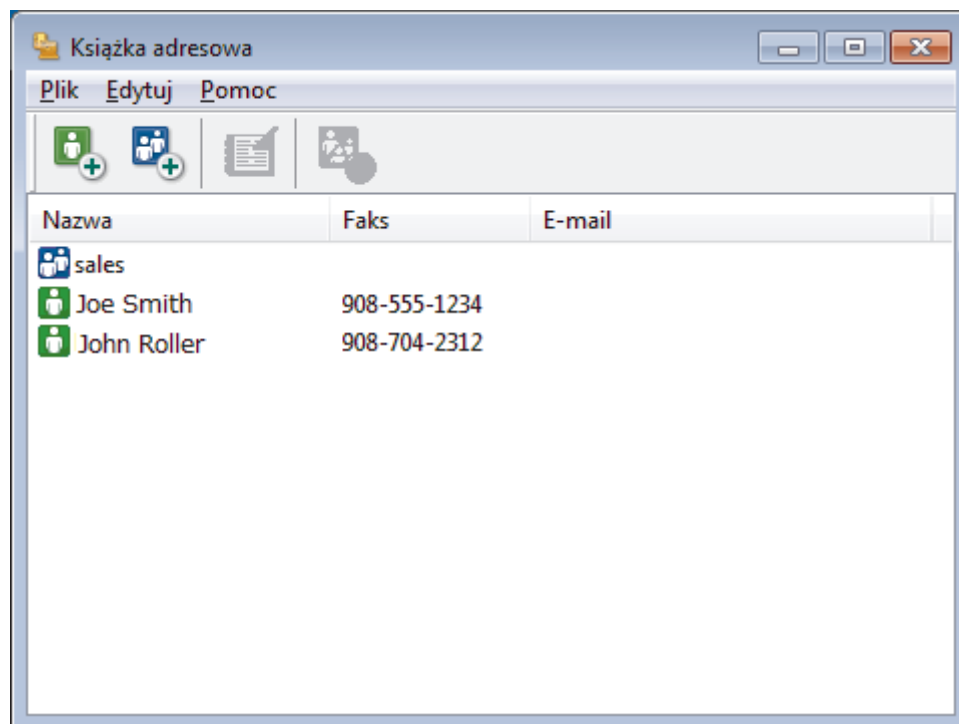 Książka adresowa
Plik Edytuj Pomoc
Nazwa Faks E-mail
sales
Joe Smith 908-555-1234
John Roller 908-704-2312